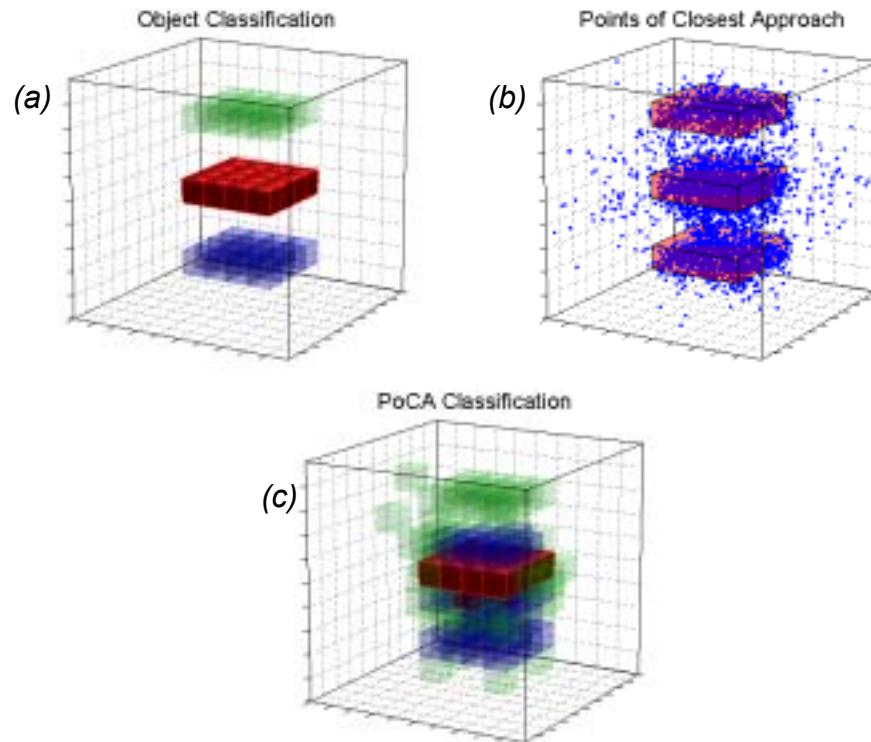 Object Classification
Points of Closest Approach
(a)
(b)
PoCA Classification
(c)